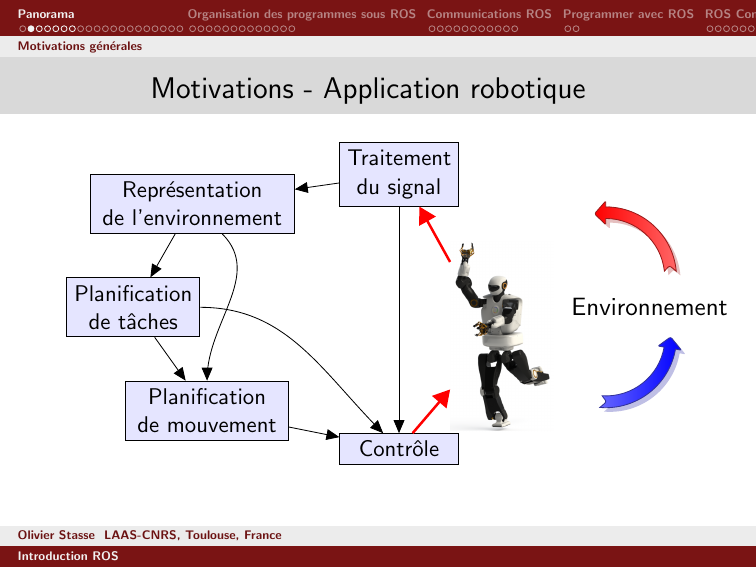 Panorama
Organisation des programmes sous ROS
Communications ROS
Programmer avec ROS
ROS Con
Motivations générales
Motivations - Application robotique
Traitement
du signal
Représentation
de l'environnement
Planification
de tâches
Environnement
Planification
de mouvement
Contrôle
Olivier Stasse LAAS-CNRS, Toulouse, France
Introduction ROS